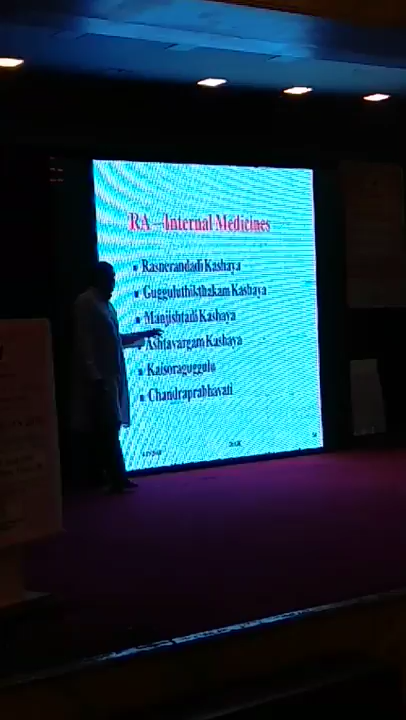 RA – Internal Medicines
Rasnerandadi Kashaya
Gugguluthikthakam Kashaya
Manjishtadi Kashaya
Ashtavargam Kashaya
Kaisoraguggulu
Chandraprabhavati